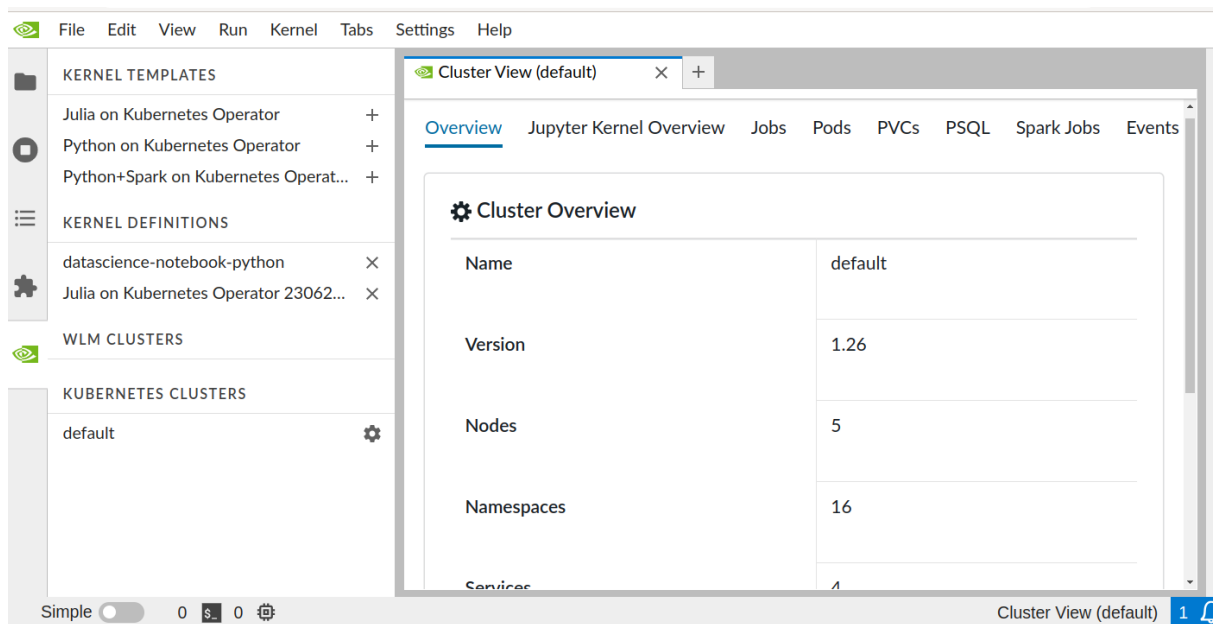 File Edit View Run Kernel Tabs Settings Help
KERNEL TEMPLATES
Julia on Kubernetes Operator
Python on Kubernetes Operator
Python+Spark on Kubernetes Operat...
KERNEL DEFINITIONS
datascience-notebook-python
Julia on Kubernetes Operator 23062...
WLM CLUSTERS
KUBERNETES CLUSTERS
default
Cluster View (default)
Overview Jupyter Kernel Overview Jobs Pods PVCs PSQL Spark Jobs Events
Cluster Overview
Name default
Version 1.26
Nodes 5
Namespaces 16
Services 4
Simple 0 $_ 0 Cluster View (default) 1